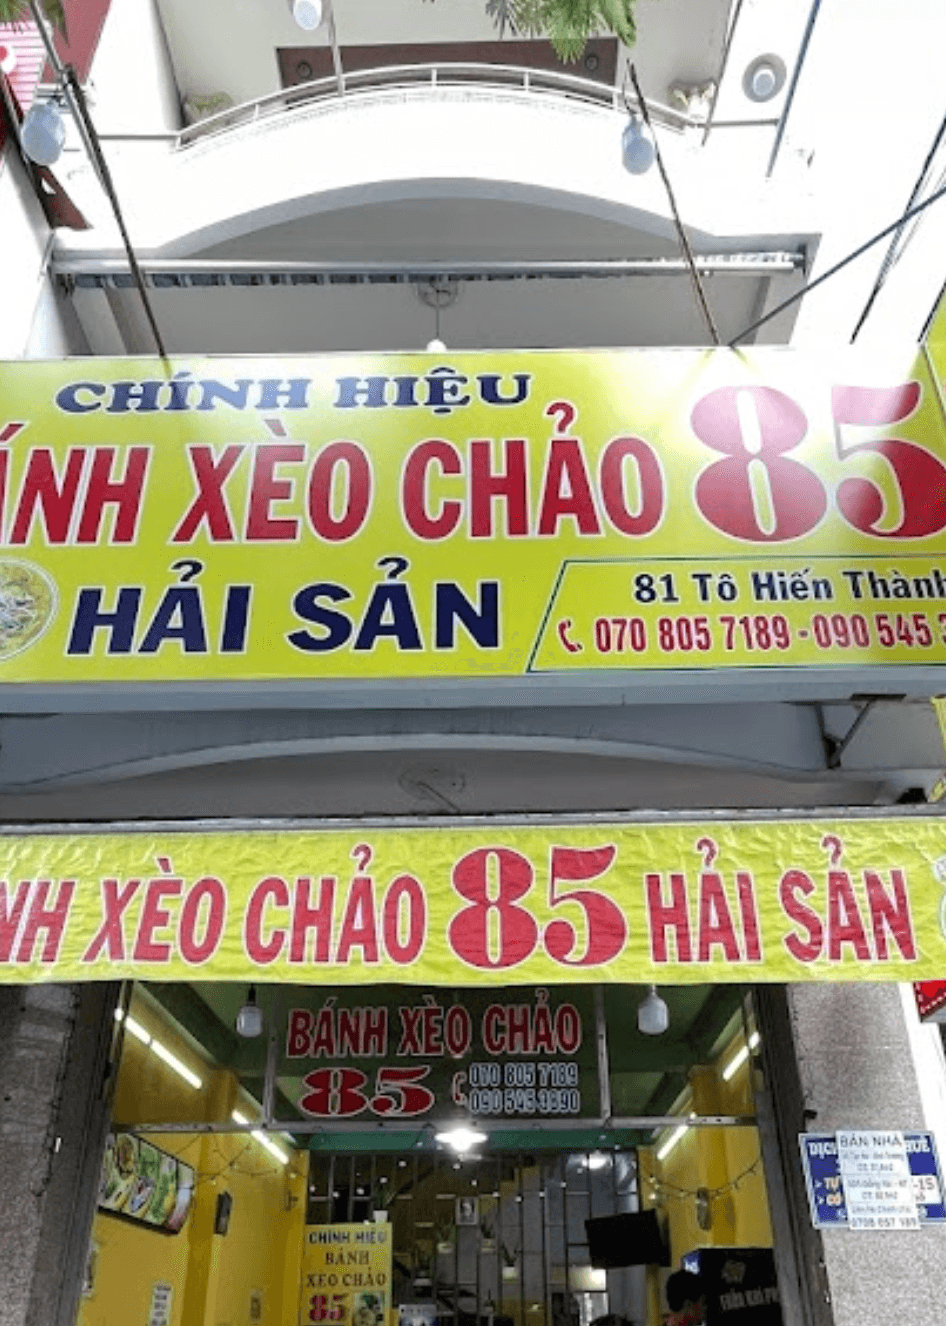 CHÍNH HIỆU
ÁNH XÈO CHẢO 85
HẢI SẢN
81 Tô Hiến Thành
070 805 7189 - 090 545
NH XÈO CHẢO 85 HẢI SẢN
BÁNH XÈO CHẢO
85
070 805 7189
090 545 3890
CHÍNH HIỆU
BÁNH
XEO CHẢO
85
BÁN NHÀ
DỊCH
-15